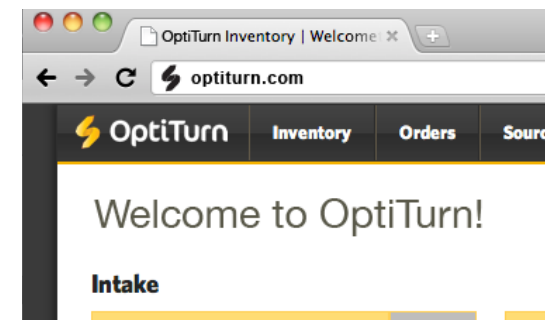 OptiTurn Inventory | Welcome
optiturn.com
OptiTurn Inventory Orders
Welcome to OptiTurn!
Intake